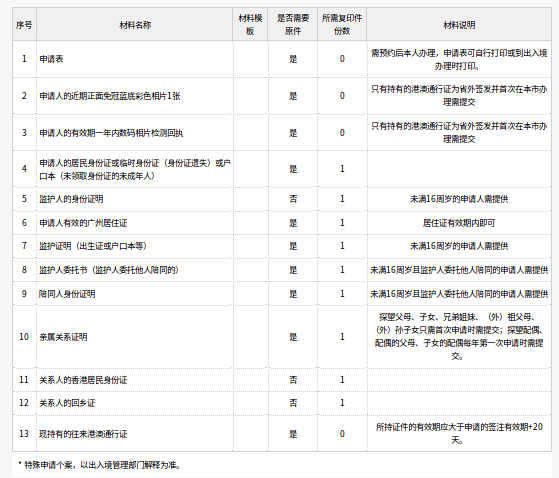 序号 材料名称 材料模板 是否需要原件 所需复印件份数 材料说明
1 申请表 是 0 需预约后本人办理，申请表可自行打印或到出入境办理时打印。
2 申请人的近期正面免冠蓝底彩色相片1张 是 0 只有持有的港澳通行证为省外签发并首次在本市办理需提交
3 申请人的有效期一年内数码相片检测回执 是 0 只有持有的港澳通行证为省外签发并首次在本市办理需提交
4 申请人的居民身份证或临时身份证（身份证遗失）或户口本（未领取身份证的未成年人） 是 1
5 监护人的身份证明 否 1 未满16周岁的申请人需提供
6 申请人有效的广州居住证 是 1 居住证有效期内即可
7 监护证明（出生证或户口本等） 是 1 未满16周岁的申请人需提供
8 监护人委托书（监护人委托他人陪同的） 是 1 未满16周岁且监护人委托他人陪同的申请人需提供
9 陪同人身份证明 是 1 未满16周岁且监护人委托他人陪同的申请人需提供
10 亲属关系证明 是 1 探望父母、子女、兄弟姐妹、（外）祖父母、（外）孙子女只需首次申请时需提交；探望配偶、配偶的父母、子女的配偶每年第一次申请时需提交。
11 关系人的香港居民身份证 否 1
12 关系人的回乡证 否 1
13 现持有的往来港澳通行证 是 0 所持证件的有效期应大于申请的签注有效期+20天。
* 特殊申请个案，以出入境管理部门解释为准。